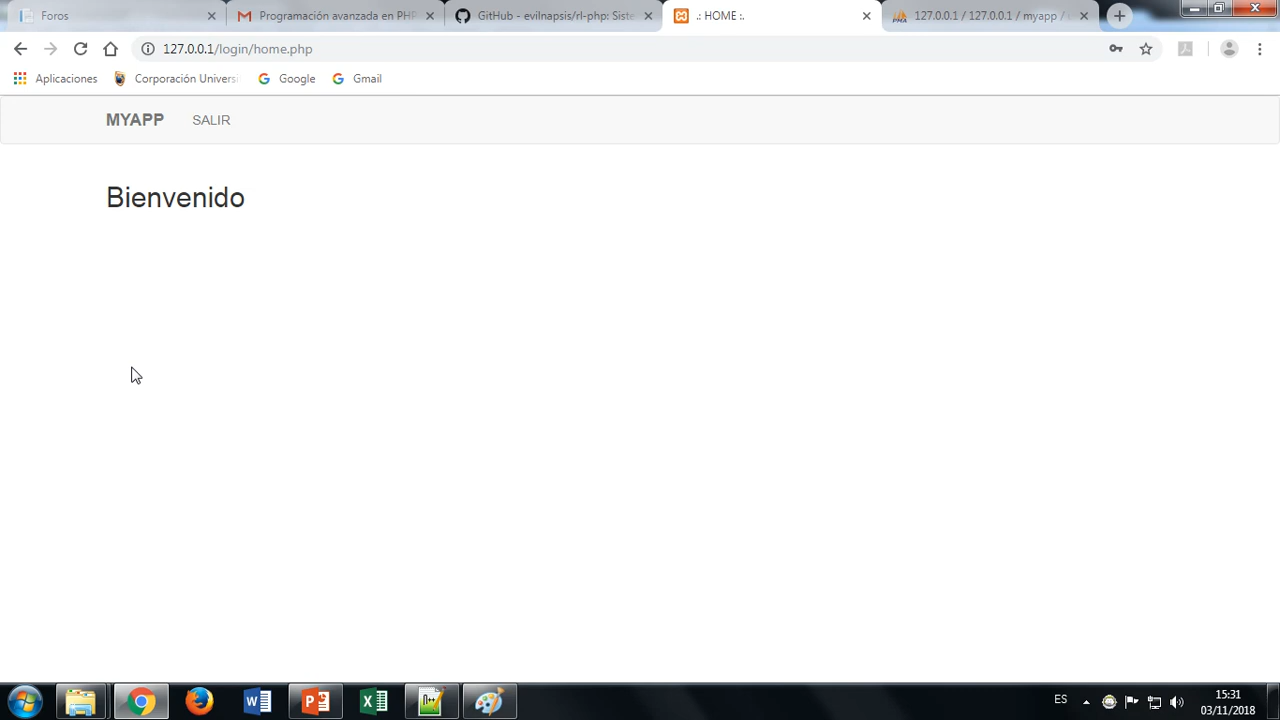 Foros
Programación avanzada en PHP
GitHub - evilnapsis/rl-php: Siste
.: HOME :.
127.0.0.1 / 127.0.0.1 / myapp /
127.0.0.1/login/home.php
Aplicaciones
Corporación Universi
Google
Gmail
MYAPP
SALIR
Bienvenido
ES
15:31
03/11/2018